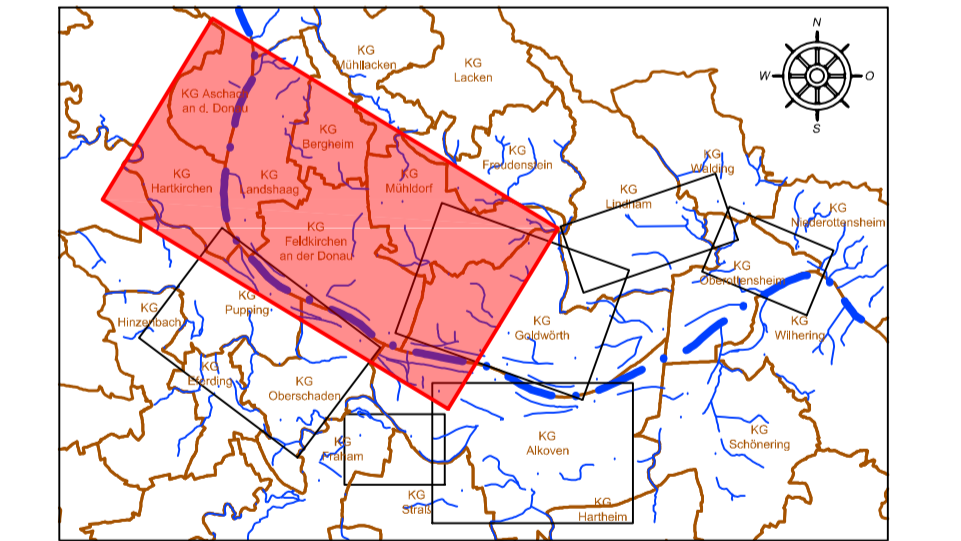 N
W
O
S
KG
Mühllacken
KG
Lacken
KG Aschach
an d. Donau
KG
Bergheim
KG
Freudenstein
KG
Walding
KG
Hartkirchen
KG
Landshaag
KG
Mühldorf
KG
Lindham
KG
Niederottensheim
KG
Feldkirchen
an der Donau
KG
Oberottensheim
KG
Hinzenbach
KG
Pupping
KG
Goldwörth
KG
Wilhering
KG
Eferding
KG
Oberschaden
KG
Fraham
KG
Alkoven
KG
Schönering
KG
Straß
KG
Hartheim